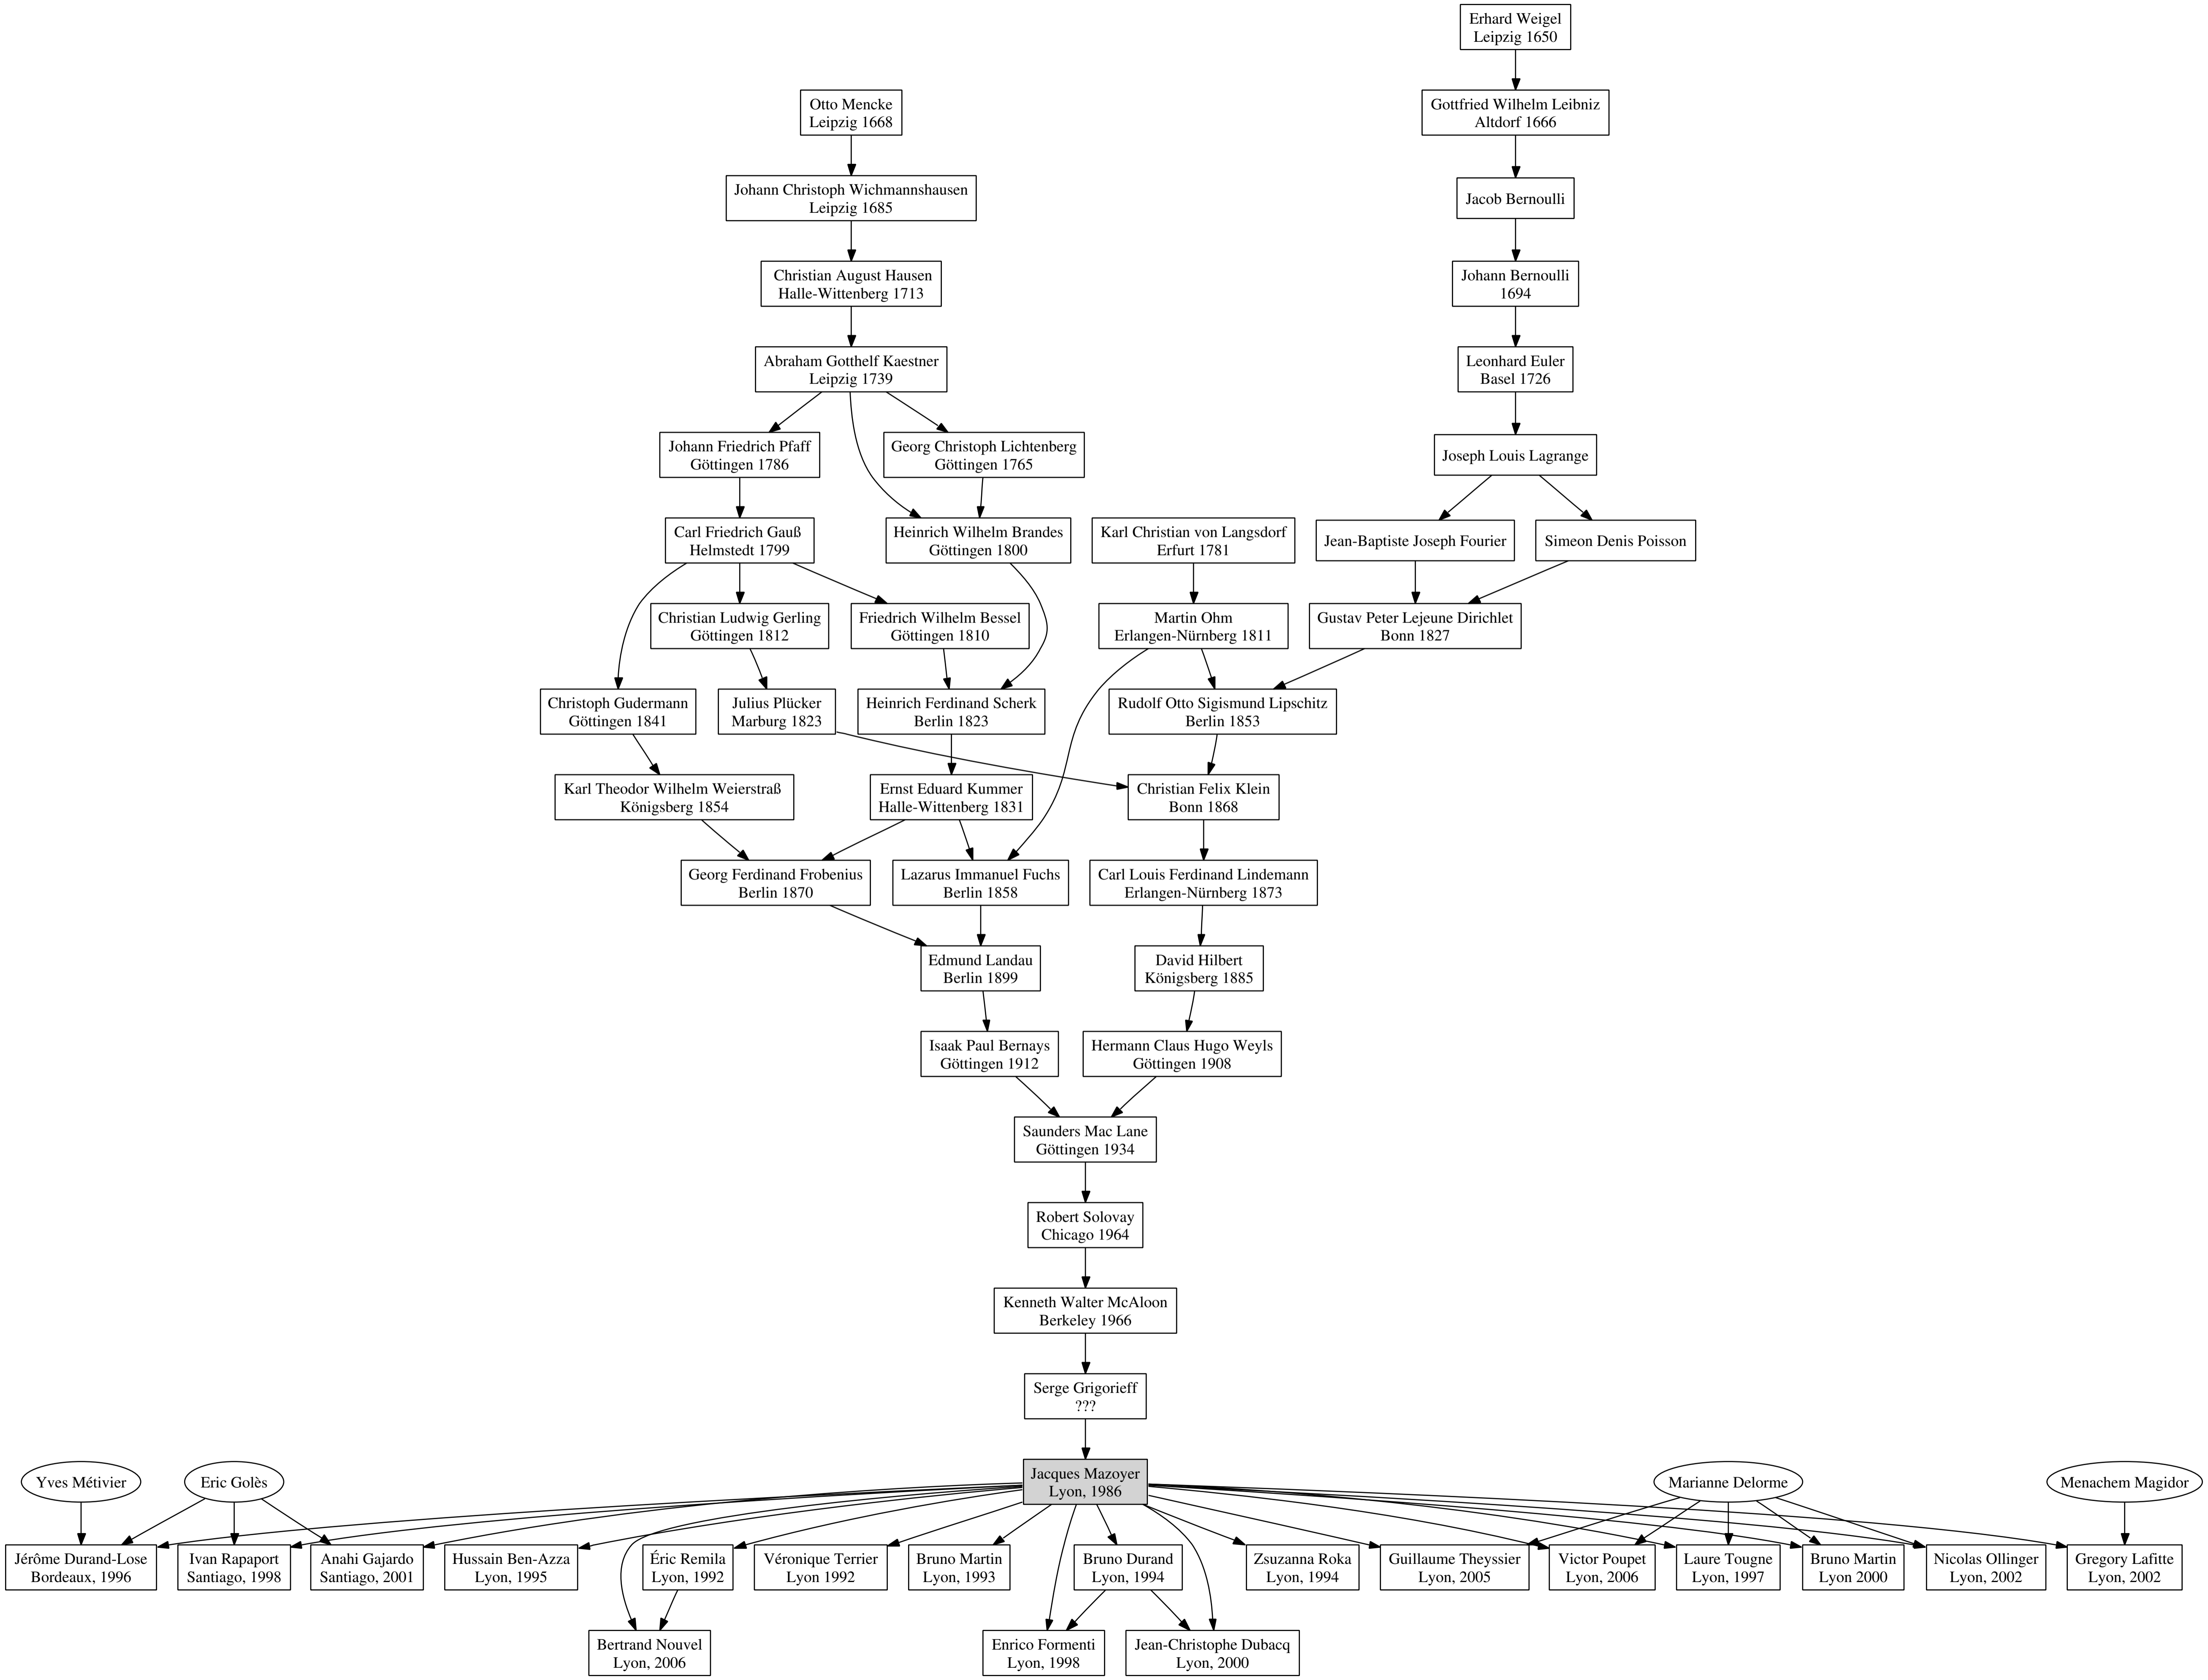 Erhard Weigel
Leipzig 1650
Otto Mencke
Leipzig 1668
Gottfried Wilhelm Leibniz
Altdorf 1666
Johann Christoph Wichmannshausen
Leipzig 1685
Jacob Bernoulli
Christian August Hausen
Halle-Wittenberg 1713
Johann Bernoulli
1694
Abraham Gotthelf Kaestner
Leipzig 1739
Leonhard Euler
Basel 1726
Johann Friedrich Pfaff
Göttingen 1786
Georg Christoph Lichtenberg
Göttingen 1765
Joseph Louis Lagrange
Carl Friedrich Gauß
Helmstedt 1799
Heinrich Wilhelm Brandes
Göttingen 1800
Karl Christian von Langsdorf
Erfurt 1781
Jean-Baptiste Joseph Fourier
Simeon Denis Poisson
Christian Ludwig Gerling
Göttingen 1812
Friedrich Wilhelm Bessel
Göttingen 1810
Martin Ohm
Erlangen-Nürnberg 1811
Gustav Peter Lejeune Dirichlet
Bonn 1827
Christoph Gudermann
Göttingen 1841
Julius Plücker
Marburg 1823
Heinrich Ferdinand Scherk
Berlin 1823
Rudolf Otto Sigismund Lipschitz
Berlin 1853
Karl Theodor Wilhelm Weierstraß
Königsberg 1854
Ernst Eduard Kummer
Halle-Wittenberg 1831
Christian Felix Klein
Bonn 1868
Georg Ferdinand Frobenius
Berlin 1870
Lazarus Immanuel Fuchs
Berlin 1858
Carl Louis Ferdinand Lindemann
Erlangen-Nürnberg 1873
Edmund Landau
Berlin 1899
David Hilbert
Königsberg 1885
Isaak Paul Bernays
Göttingen 1912
Hermann Claus Hugo Weyls
Göttingen 1908
Saunders Mac Lane
Göttingen 1934
Robert Solovay
Chicago 1964
Kenneth Walter McAloon
Berkeley 1966
Serge Grigorieff
???
Yves Métivier
Eric Golès
Jacques Mazoyer
Lyon, 1986
Marianne Delorme
Menachem Magidor
Jérôme Durand-Lose
Bordeaux, 1996
Ivan Rapaport
Santiago, 1998
Anahi Gajardo
Santiago, 2001
Hussain Ben-Azza
Lyon, 1995
Éric Remila
Lyon, 1992
Véronique Terrier
Lyon 1992
Bruno Martin
Lyon, 1993
Bruno Durand
Lyon, 1994
Zsuzanna Roka
Lyon, 1994
Guillaume Theyssier
Lyon, 2005
Victor Poupet
Lyon, 2006
Laure Tougne
Lyon, 1997
Bruno Martin
Lyon 2000
Nicolas Ollinger
Lyon, 2002
Gregory Lafitte
Lyon, 2002
Bertrand Nouvel
Lyon, 2006
Enrico Formenti
Lyon, 1998
Jean-Christophe Dubacq
Lyon, 2000